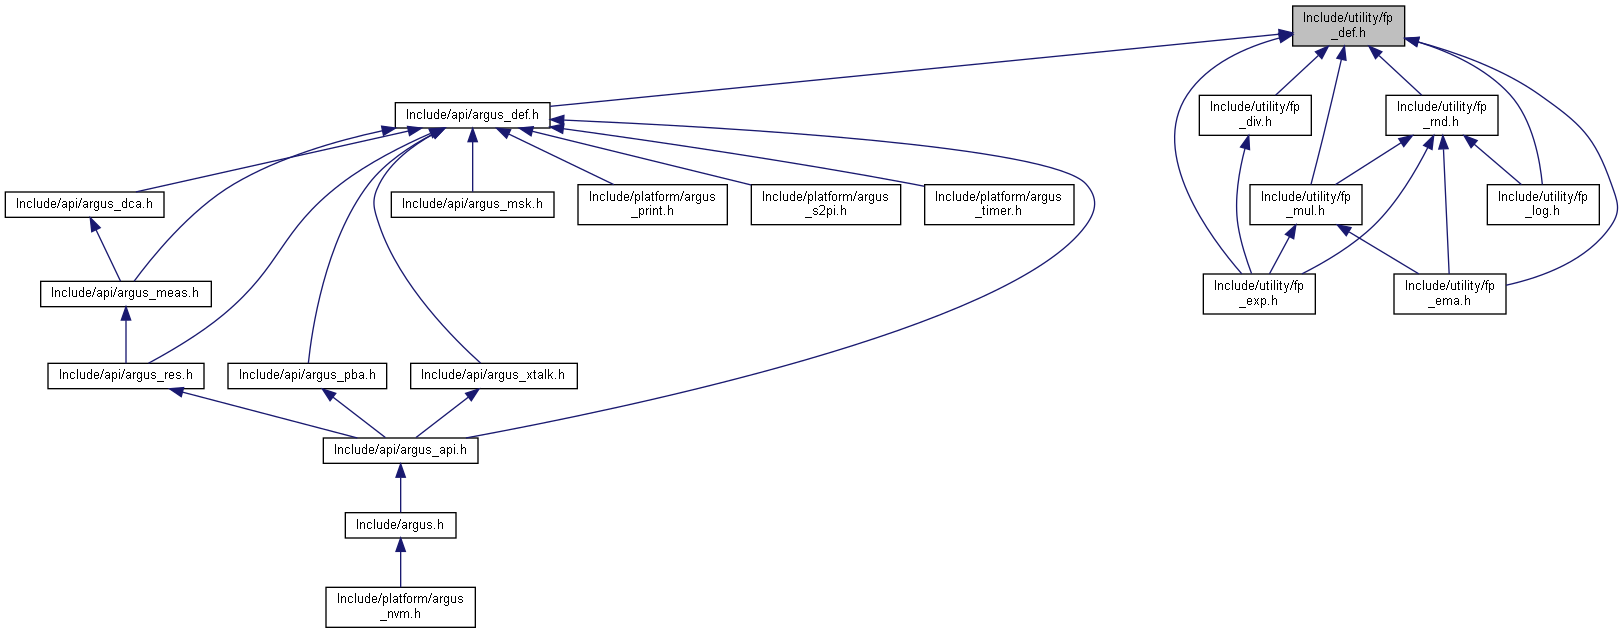 Include/utility/fp
_def.h
Include/api/argus_def.h
Include/utility/fp
_div.h
Include/utility/fp
_rnd.h
Include/api/argus_dca.h
Include/api/argus_msk.h
Include/platform/argus
_print.h
Include/platform/argus
_s2pi.h
Include/platform/argus
_timer.h
Include/utility/fp
_mul.h
Include/utility/fp
_log.h
Include/api/argus_meas.h
Include/utility/fp
_exp.h
Include/utility/fp
_ema.h
Include/api/argus_res.h
Include/api/argus_pba.h
Include/api/argus_xtalk.h
Include/api/argus_api.h
Include/argus.h
Include/platform/argus
_nvm.h